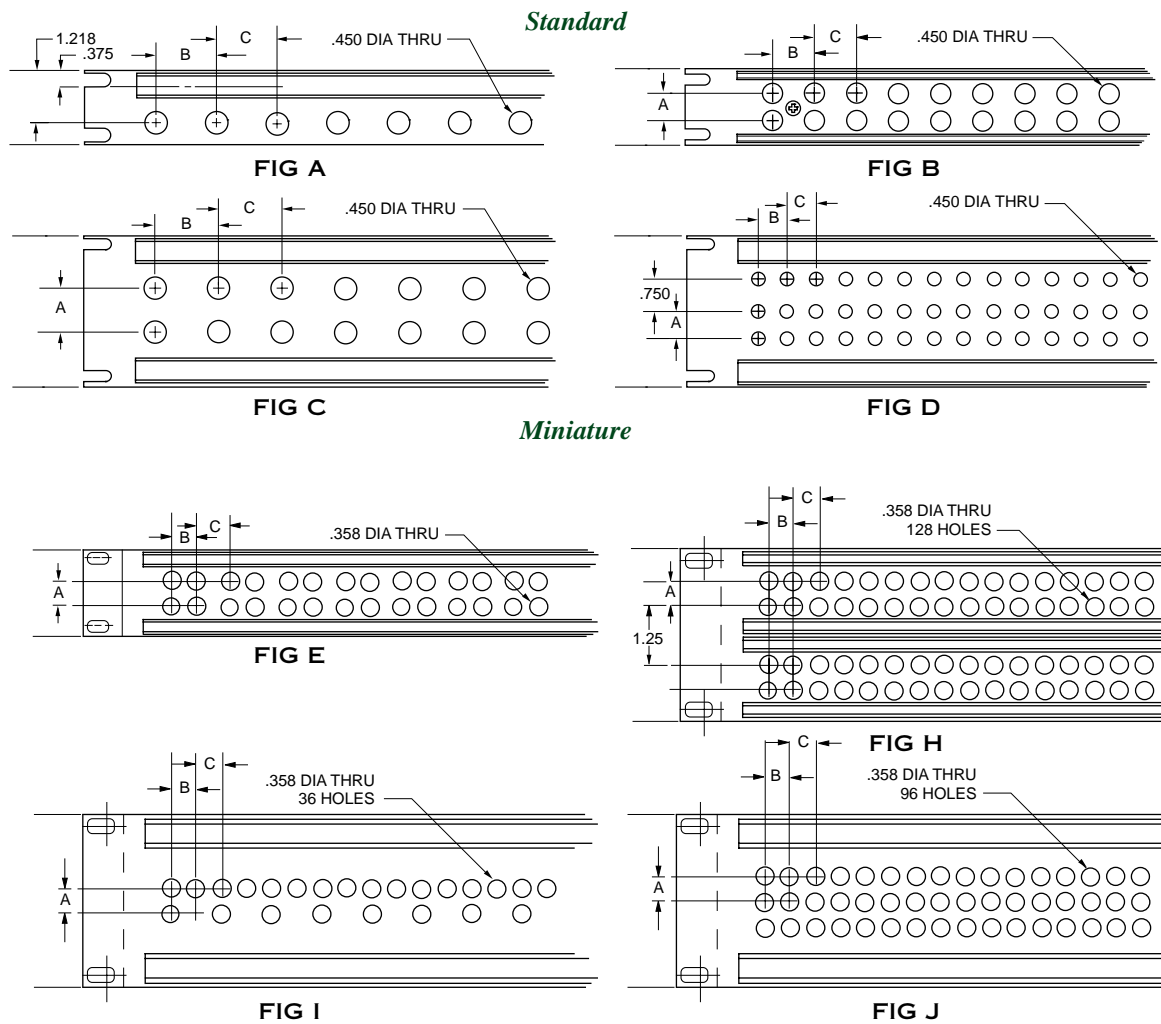 Standard
1.218
.375
B
C
.450 DIA THRU
FIG A
A
B
C
.450 DIA THRU
FIG B
A
B
C
.450 DIA THRU
FIG C
.750
A
B
C
.450 DIA THRU
FIG D
Miniature
A
B
C
.358 DIA THRU
FIG E
A
1.25
B
C
.358 DIA THRU
128 HOLES
FIG H
A
B
C
.358 DIA THRU
36 HOLES
FIG I
A
B
C
.358 DIA THRU
96 HOLES
FIG J